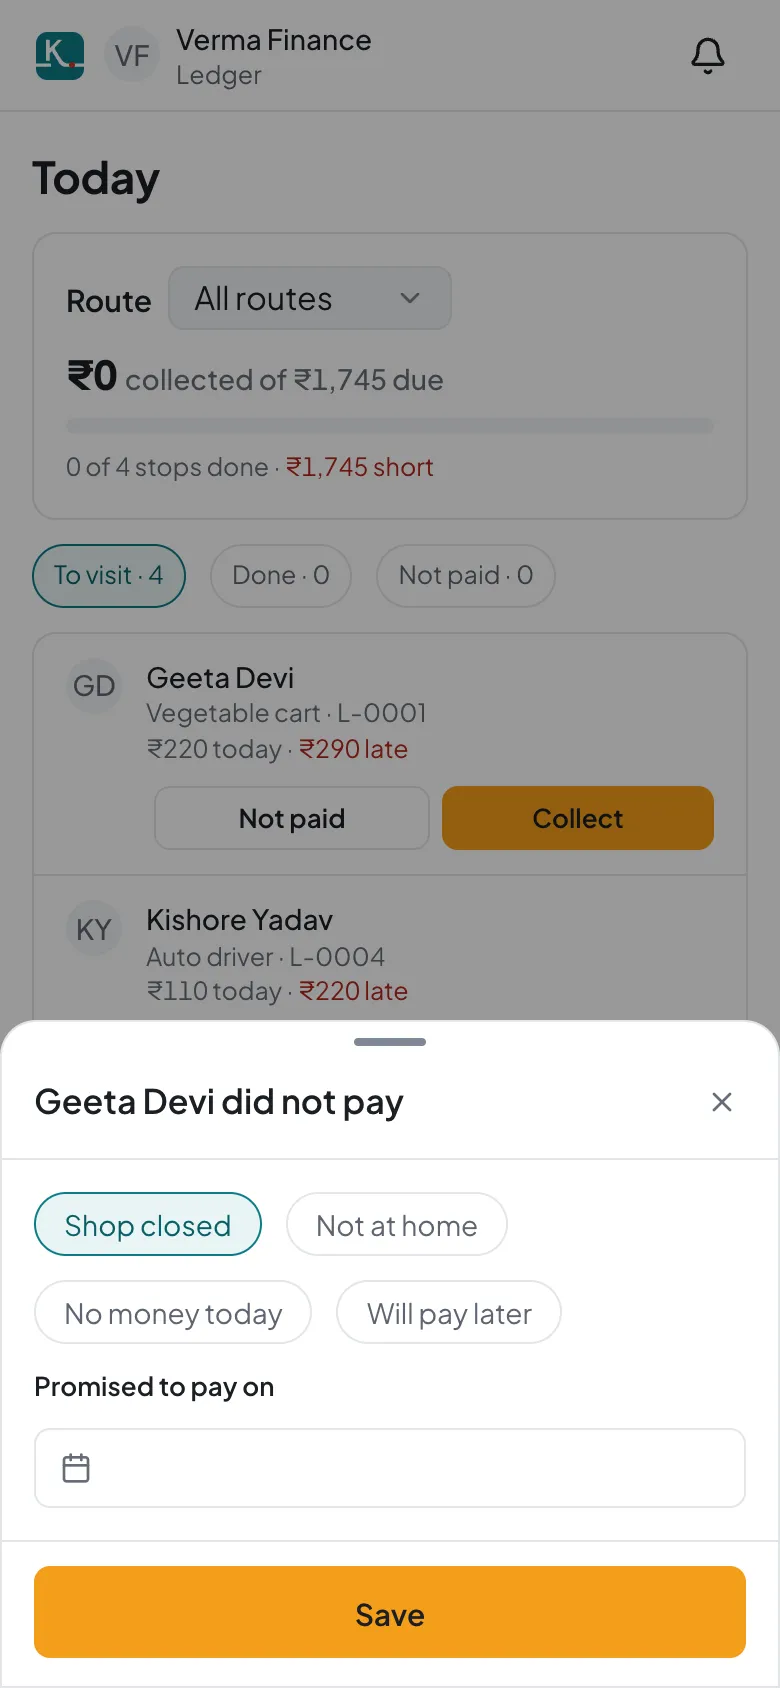 K.
VF
Verma Finance
Ledger
Today
Route
All routes
₹0 collected of ₹1,745 due
0 of 4 stops done · ₹1,745 short
To visit · 4
Done · 0
Not paid · 0
GD
Geeta Devi
Vegetable cart · L-0001
₹220 today · ₹290 late
Not paid
Collect
KY
Kishore Yadav
Auto driver · L-0004
₹110 today · ₹220 late
Geeta Devi did not pay
Shop closed
Not at home
No money today
Will pay later
Promised to pay on
Save